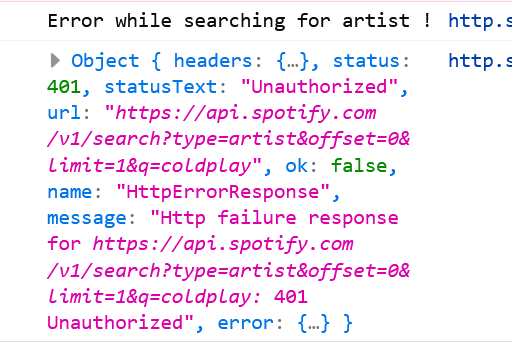 Error while searching for artist ! http.s
▶ Object { headers: {…}, status: http.s
401, statusText: "Unauthorized",
url: "https://api.spotify.com
/v1/search?type=artist&offset=0&
limit=1&q=coldplay", ok: false,
name: "HttpErrorResponse",
message: "Http failure response
for https://api.spotify.com
/v1/search?type=artist&offset=0&
limit=1&q=coldplay: 401
Unauthorized", error: {…} }